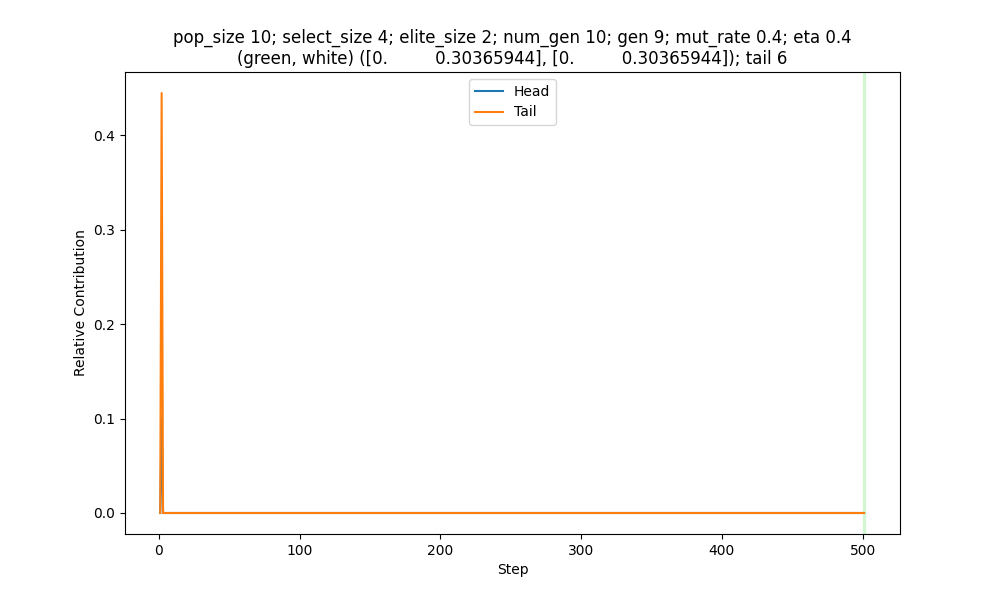 pop_size 10; select_size 4; elite_size 2; num_gen 10; gen 9; mut_rate 0.4; eta 0.4
(green, white) ([0.         0.30365944], [0.         0.30365944]); tail 6
Head
Tail
0.4
0.3
0.2
0.1
0.0
Relative Contribution
0
100
200
300
400
500
Step